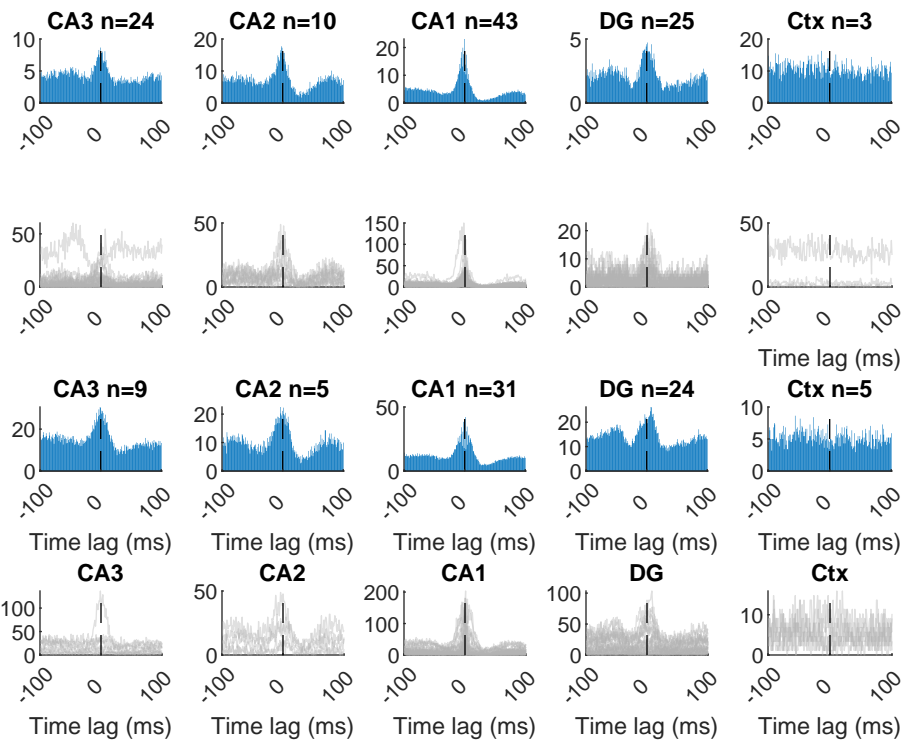 CA3 n=24 CA2 n=10 CA1 n=43 DG n=25 Ctx n=3
10 5 0 -100 0 100
20 10 0 -100 0 100
20 10 0 -100 0 100
5 0 -100 0 100
20 10 0 -100 0 100
50 0 -100 0 100
50 0 -100 0 100
150 100 50 0 -100 0 100
20 10 0 -100 0 100
50 0 -100 0 100
Time lag (ms)
CA3 n=9 CA2 n=5 CA1 n=31 DG n=24 Ctx n=5
20 0 -100 0 100
20 10 0 -100 0 100
50 0 -100 0 100
20 10 0 -100 0 100
10 5 0 -100 0 100
Time lag (ms) Time lag (ms) Time lag (ms) Time lag (ms) Time lag (ms)
CA3 CA2 CA1 DG Ctx
100 50 0 -100 0 100
50 0 -100 0 100
200 100 0 -100 0 100
100 50 0 -100 0 100
10 0 -100 0 100
Time lag (ms) Time lag (ms) Time lag (ms) Time lag (ms) Time lag (ms)